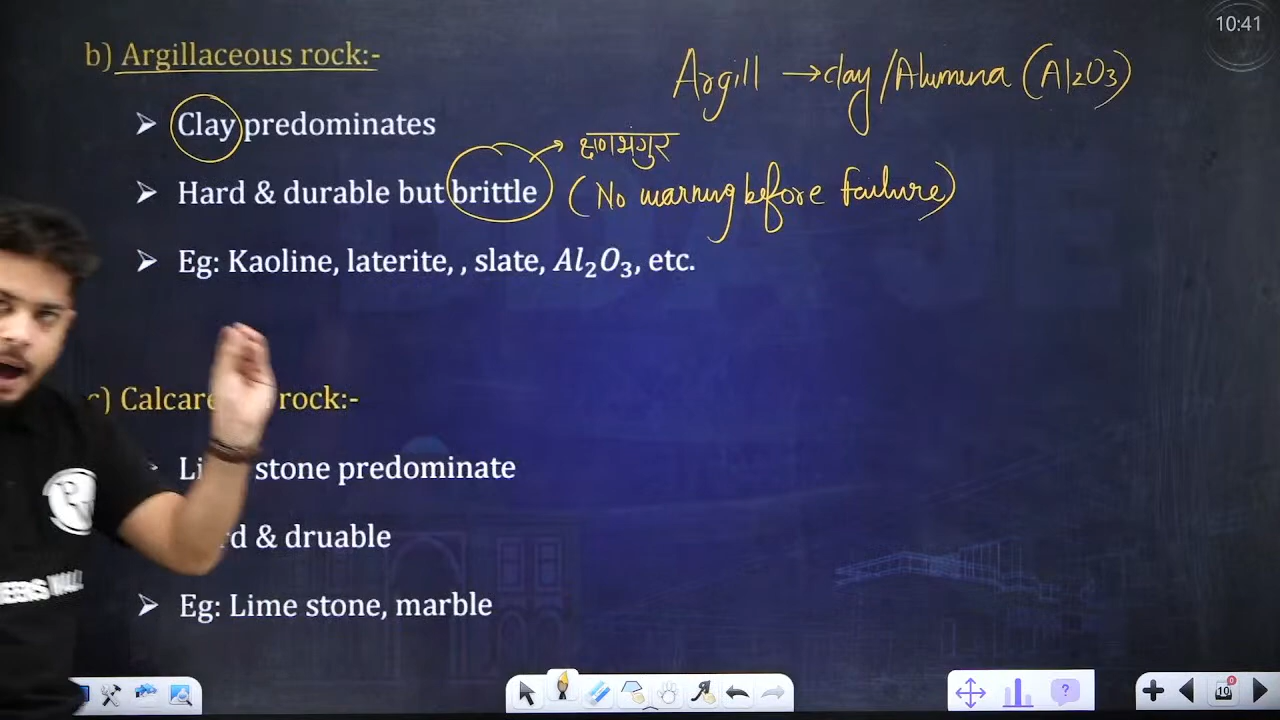 10:41
b) Argillaceous rock:-
Argill → clay/Alumina (Al2O3)
➢ Clay predominates
क्षणभंगुर
➢ Hard & durable but brittle (No warning before failure)
➢ Eg: Kaoline, laterite, , slate, Al₂O₃, etc.
c) rock:-
stone predominate
& druable
➢ Eg: Lime stone, marble
10